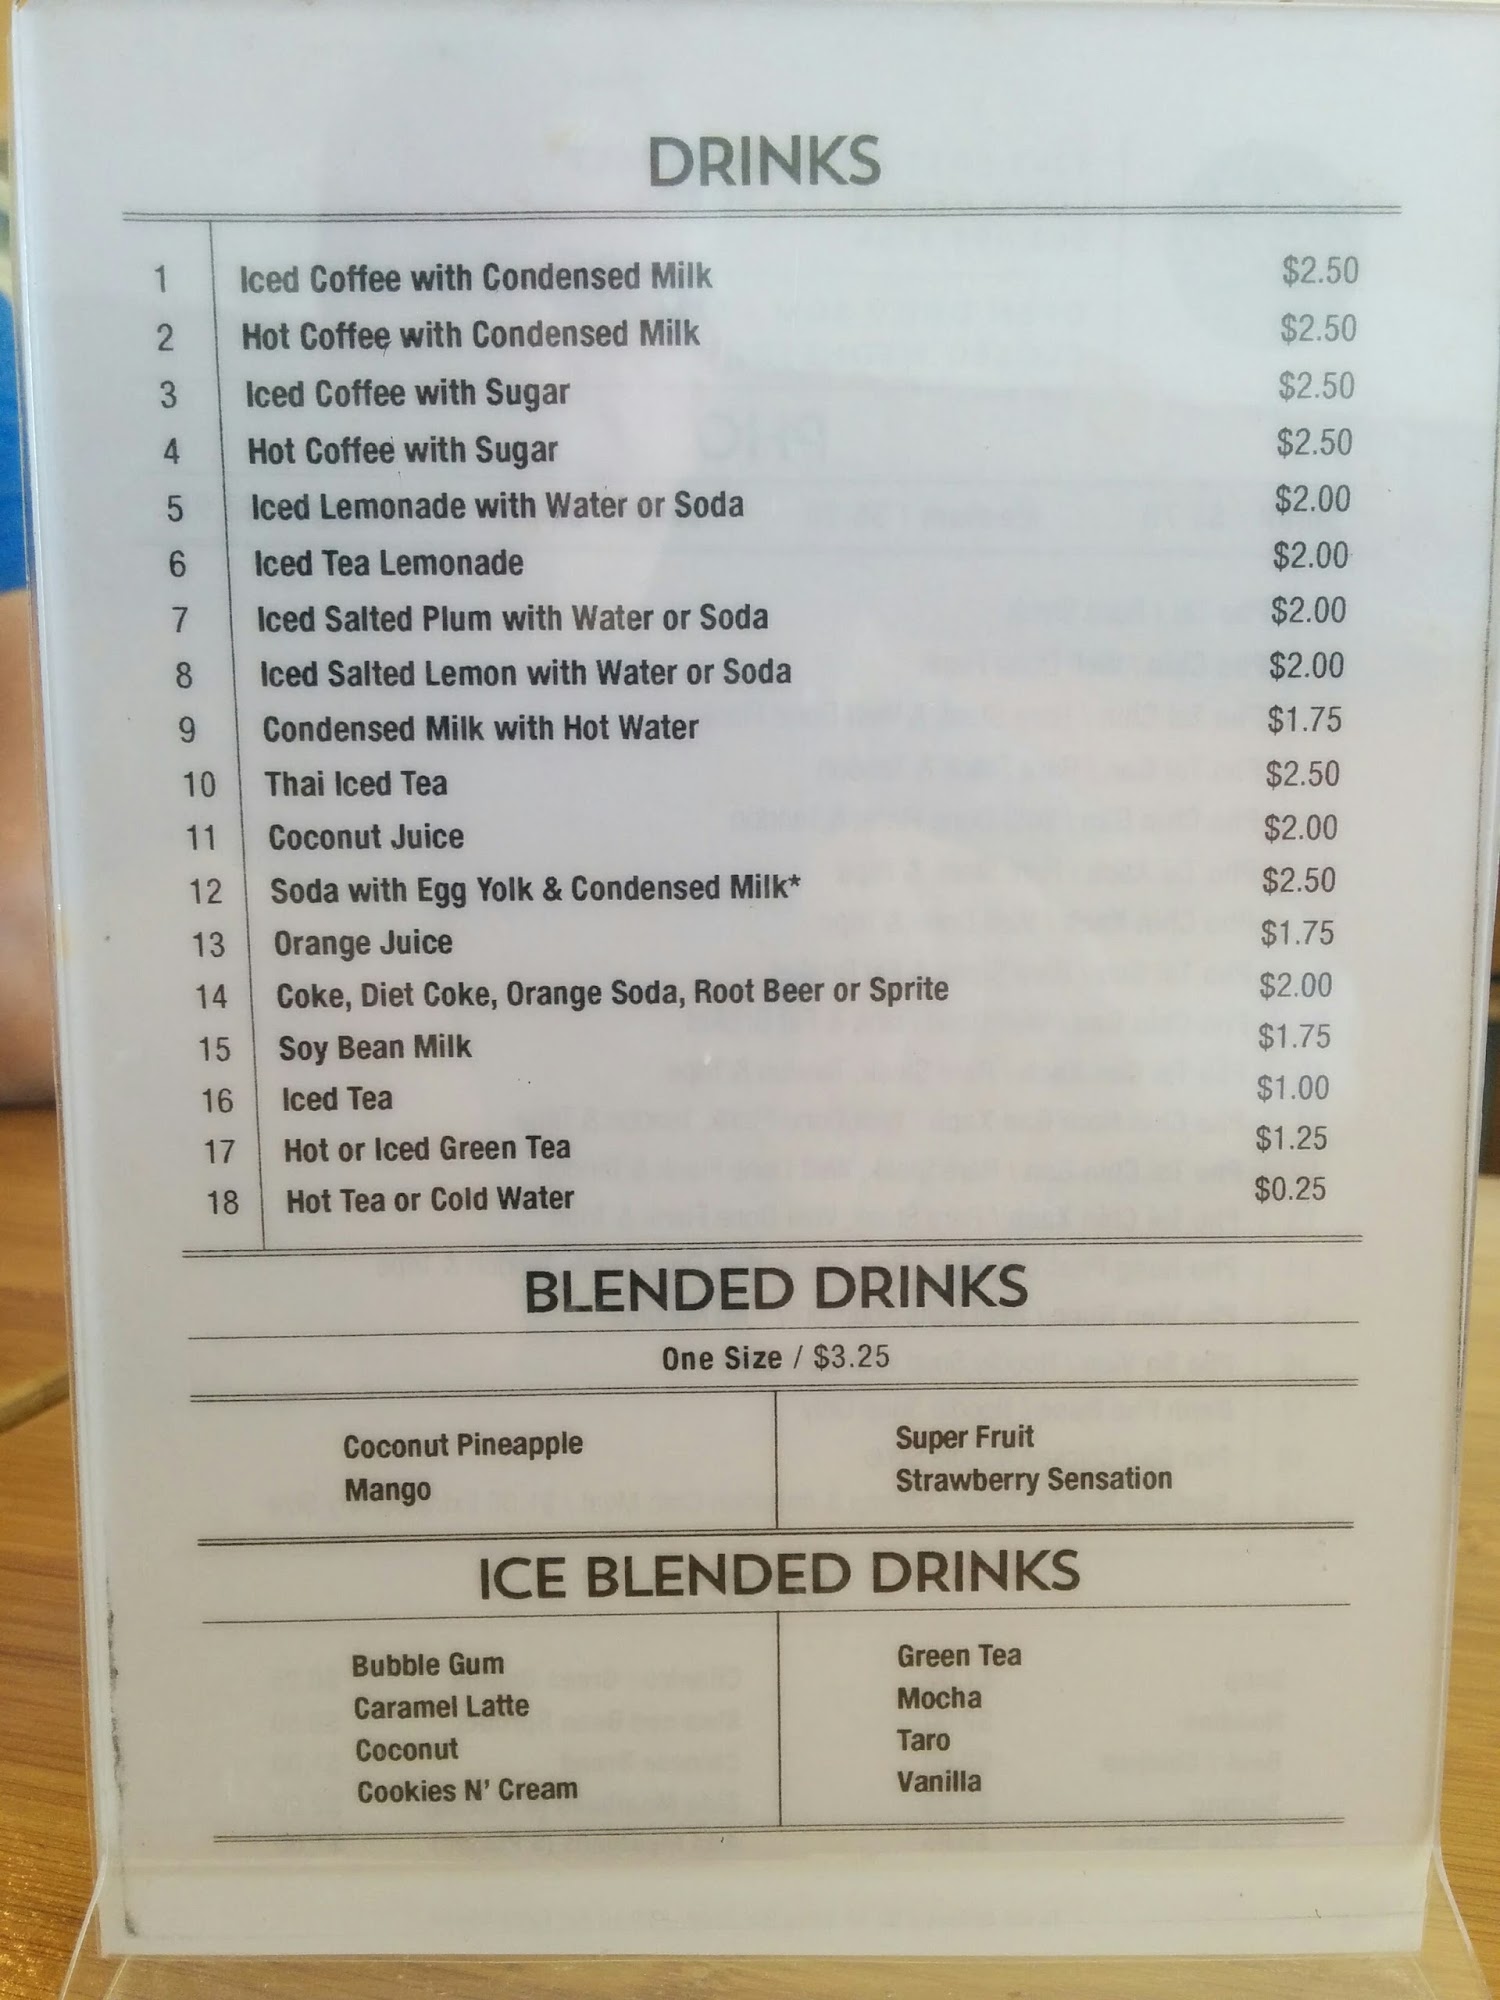 DRINKS
1 Iced Coffee with Condensed Milk $2.50
2 Hot Coffee with Condensed Milk $2.50
3 Iced Coffee with Sugar $2.50
4 Hot Coffee with Sugar $2.50
5 Iced Lemonade with Water or Soda $2.00
6 Iced Tea Lemonade $2.00
7 Iced Salted Plum with Water or Soda $2.00
8 Iced Salted Lemon with Water or Soda $2.00
9 Condensed Milk with Hot Water $1.75
10 Thai Iced Tea $2.50
11 Coconut Juice $2.00
12 Soda with Egg Yolk & Condensed Milk* $2.50
13 Orange Juice $1.75
14 Coke, Diet Coke, Orange Soda, Root Beer or Sprite $2.00
15 Soy Bean Milk $1.75
16 Iced Tea $1.00
17 Hot or Iced Green Tea $1.25
18 Hot Tea or Cold Water $0.25
BLENDED DRINKS
One Size / $3.25
Coconut Pineapple
Mango
Super Fruit
Strawberry Sensation
ICE BLENDED DRINKS
Bubble Gum
Caramel Latte
Coconut
Cookies N' Cream
Green Tea
Mocha
Taro
Vanilla